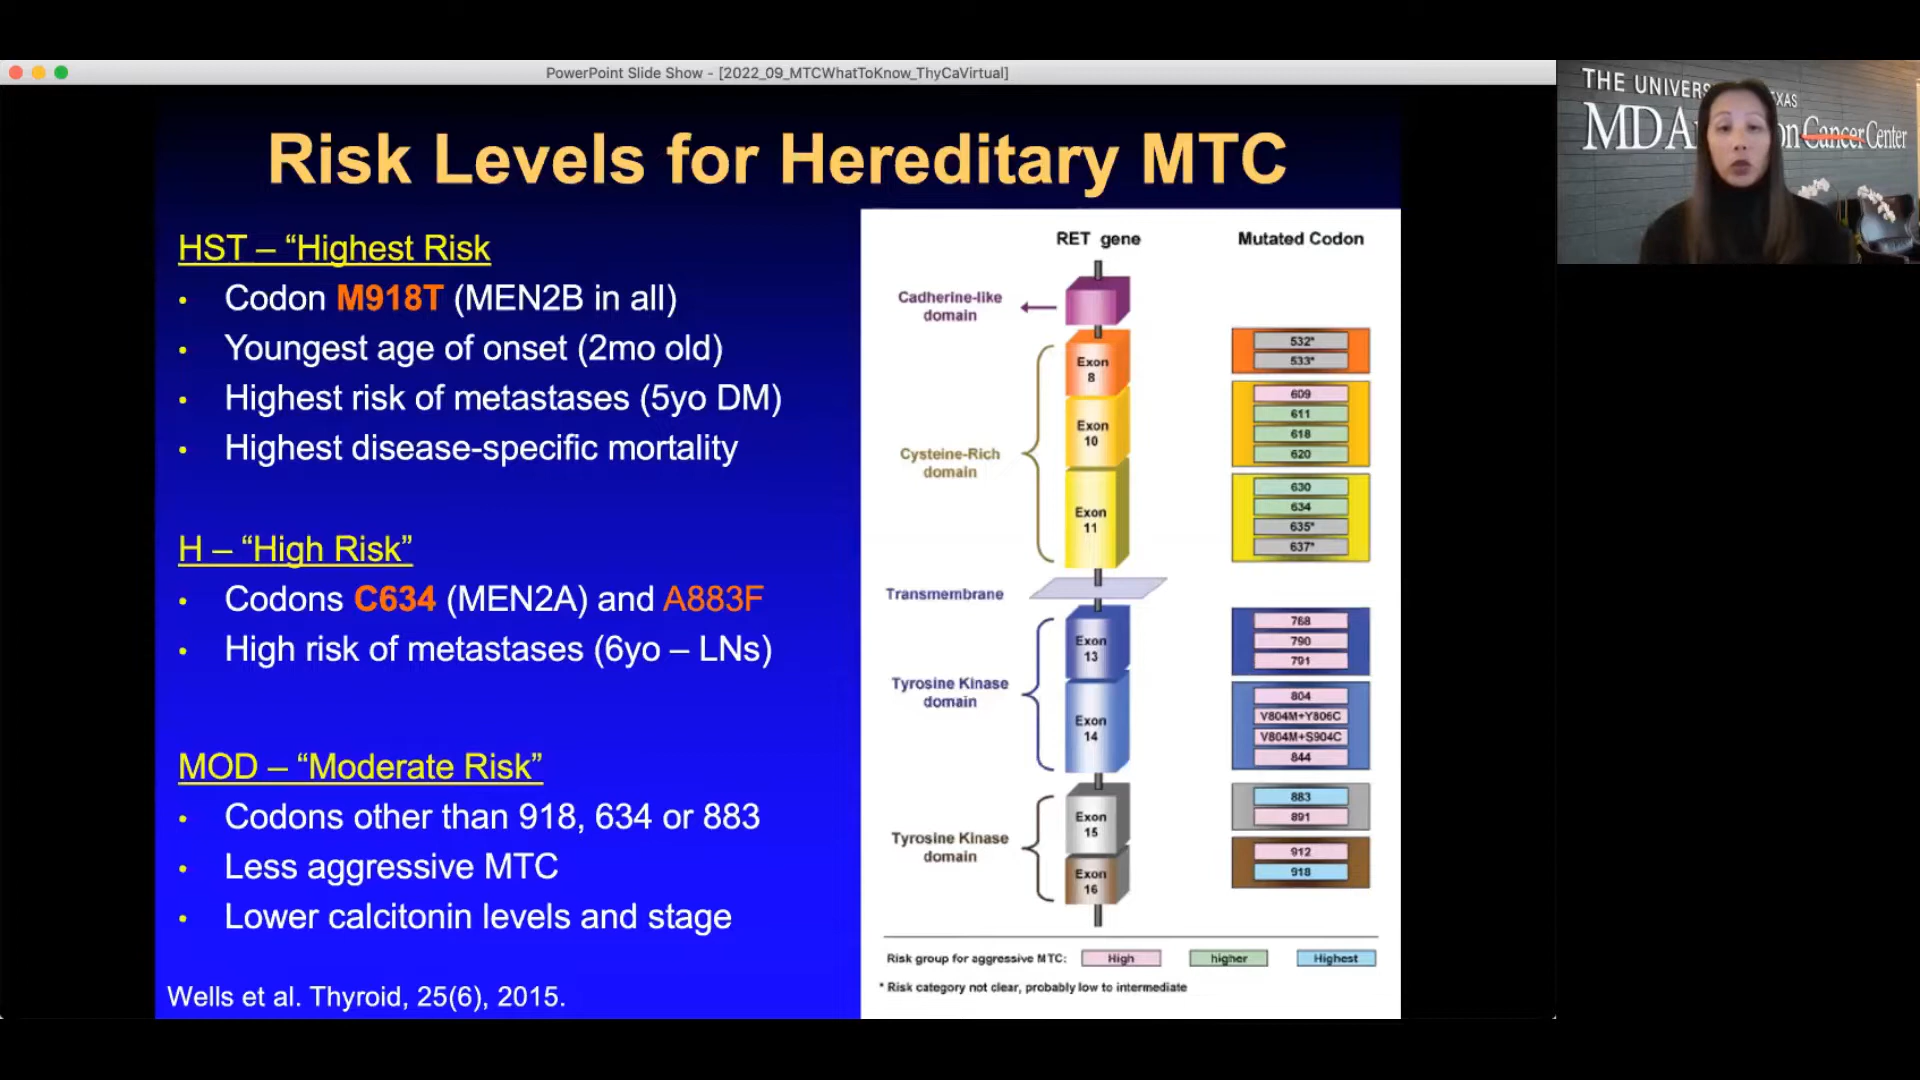 PowerPoint Slide Show - [2022_09_MTCWhatToKnow_ThyCaVirtual]
Risk Levels for Hereditary MTC
HST – “Highest Risk
• Codon M918T (MEN2B in all)
• Youngest age of onset (2mo old)
• Highest risk of metastases (5yo DM)
• Highest disease-specific mortality
H – “High Risk”
• Codons C634 (MEN2A) and A883F
• High risk of metastases (6yo – LNs)
MOD – “Moderate Risk”
• Codons other than 918, 634 or 883
• Less aggressive MTC
• Lower calcitonin levels and stage
Wells et al. Thyroid, 25(6), 2015.
RET gene
Mutated Codon
Cadherine-like
domain
Exon
8
532*
533*
Cysteine-Rich
domain
Exon
10
609
611
618
620
Exon
11
630
634
635*
637*
Transmembrane
Tyrosine Kinase
domain
Exon
13
768
790
791
Exon
14
804
V804M+Y806C
V804M+S904C
844
Tyrosine Kinase
domain
Exon
15
883
891
Exon
16
912
918
Risk group for aggressive MTC: High higher Highest
* Risk category not clear, probably low to intermediate
THE UNIVERS XAS
MD A on Cancer Center